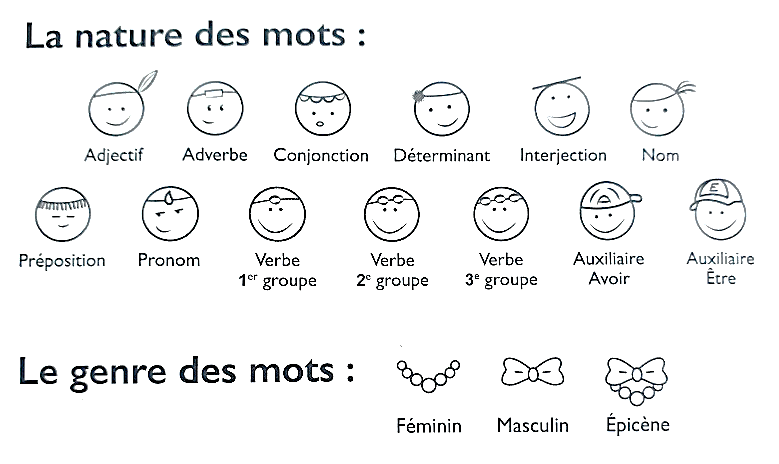 La nature des mots :
Adjectif Adverbe Conjonction Déterminant Interjection Nom
Préposition Pronom Verbe 1er groupe Verbe 2e groupe Verbe 3e groupe Auxiliaire Avoir Auxiliaire Être
Le genre des mots :
Féminin Masculin Épicène